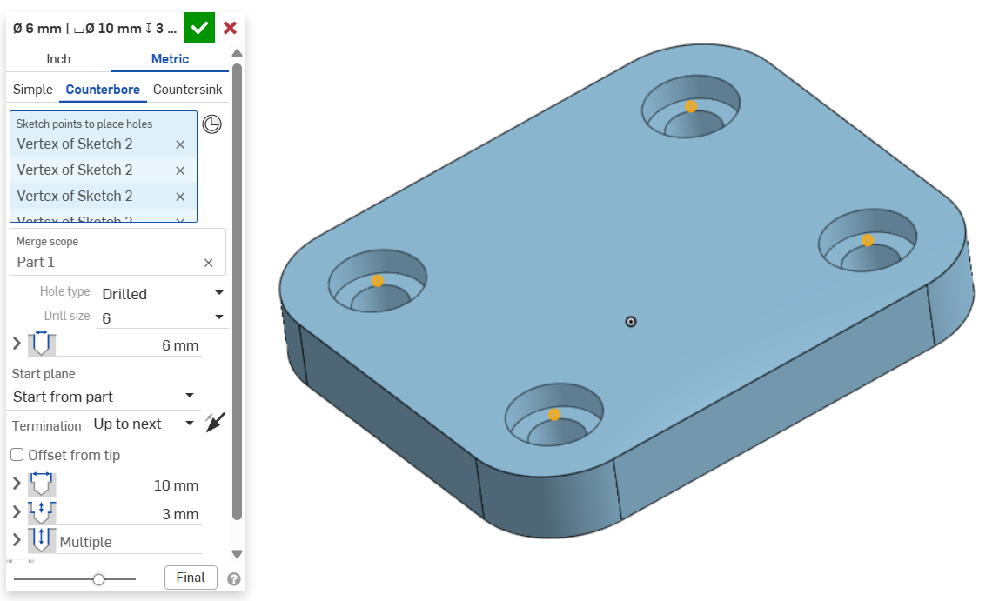 Ø 6 mm | ⌴Ø 10 mm ↧ 3 ...
Inch Metric
Simple Counterbore Countersink
Sketch points to place holes
Vertex of Sketch 2
Vertex of Sketch 2
Vertex of Sketch 2
Vertex of Sketch 2
Merge scope
Part 1
Hole type Drilled
Drill size 6
6 mm
Start plane
Start from part
Termination Up to next
Offset from tip
10 mm
3 mm
Multiple
Final